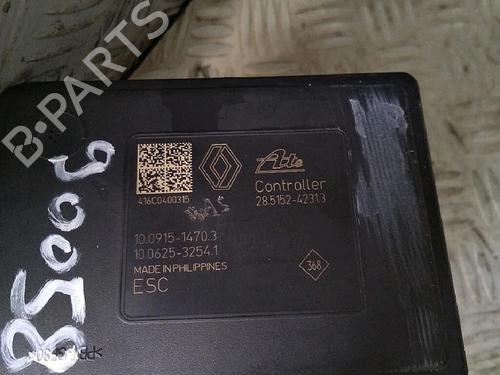 B-PARTS
416C0400315
Ate
Controller
28.5152-4231.3
10.0915-1470.3
10.0625-3254.1
MADE IN PHILIPPINES
ESC
368